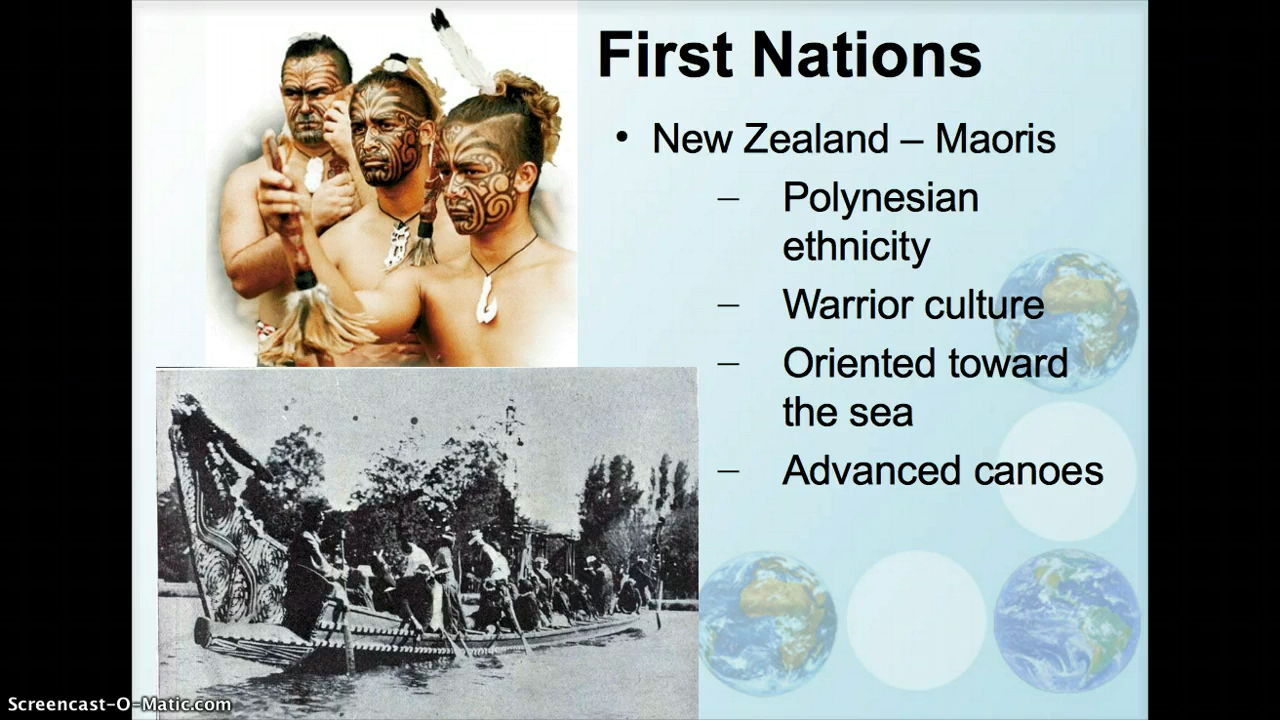 First Nations
• New Zealand – Maoris
– Polynesian
ethnicity
– Warrior culture
– Oriented toward
the sea
– Advanced canoes
Screencast-O-Matic.com